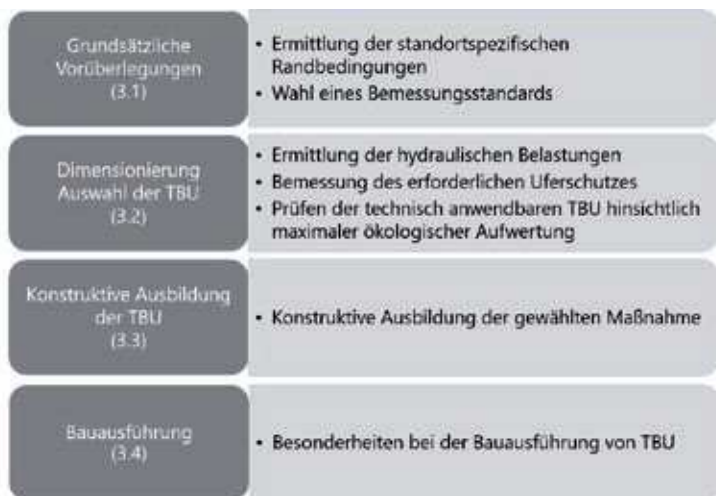 Grundsätzliche
Vorüberlegungen
(3.1)
• Ermittlung der standortspezifischen
Randbedingungen
• Wahl eines Bemessungsstandards
Dimensionierung
Auswahl der TBU
(3.2)
• Ermittlung der hydraulischen Belastungen
• Bemessung des erforderlichen Uferschutzes
• Prüfen der technisch anwendbaren TBU hinsichtlich
maximaler ökologischer Aufwertung
Konstruktive Ausbildung
der TBU
(3.3)
• Konstruktive Ausbildung der gewählten Maßnahme
Bauausführung
(3.4)
• Besonderheiten bei der Bauausführung von TBU